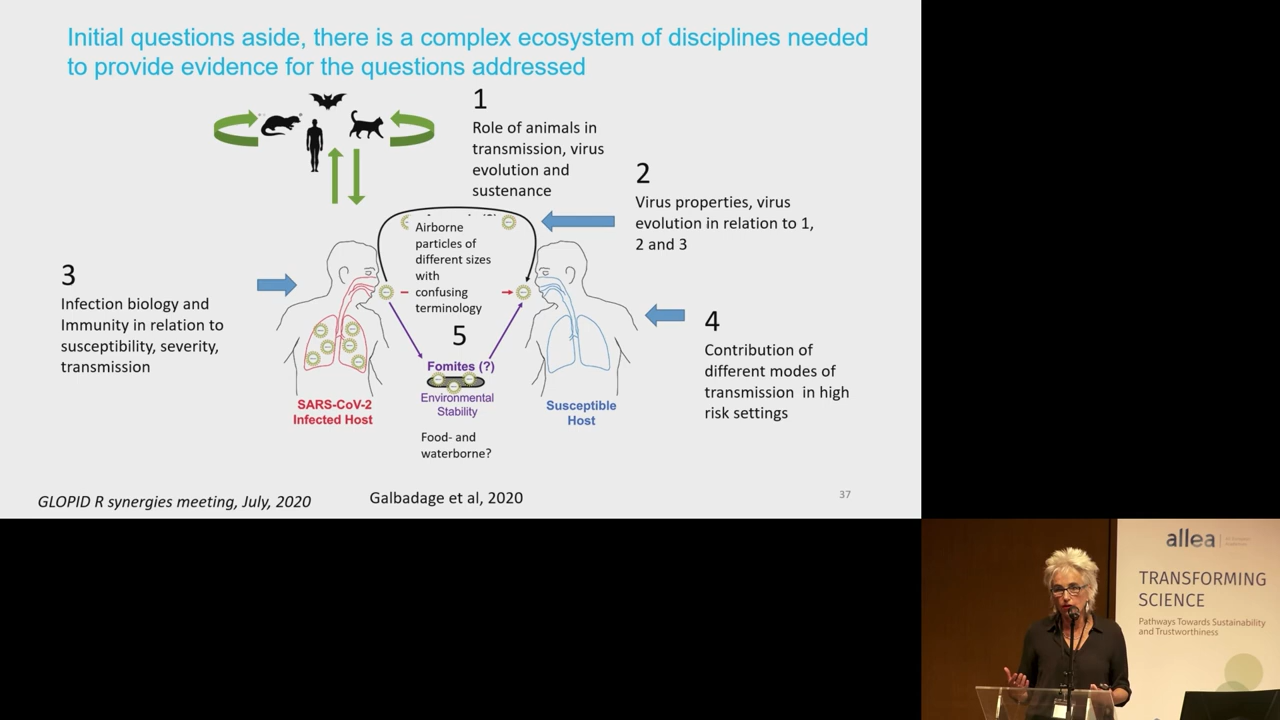 Initial questions aside, there is a complex ecosystem of disciplines needed
to provide evidence for the questions addressed
1
Role of animals in
transmission, virus
evolution and
sustenance
2
Virus properties, virus
evolution in relation to 1,
2 and 3
3
Infection biology and
Immunity in relation to
susceptibility, severity,
transmission
Airborne
particles of
different sizes
with
confusing
terminology
5
4
Contribution of
different modes of
transmission in high
risk settings
Fomites (?)
Environmental
Stability
SARS-CoV-2
Infected Host
Susceptible
Host
Food- and
waterborne?
GLOPID R synergies meeting, July, 2020
Galbadage et al, 2020
37
allea
TRANSFORMING
SCIENCE
Pathways Towards Sustainability
and Trustworthiness